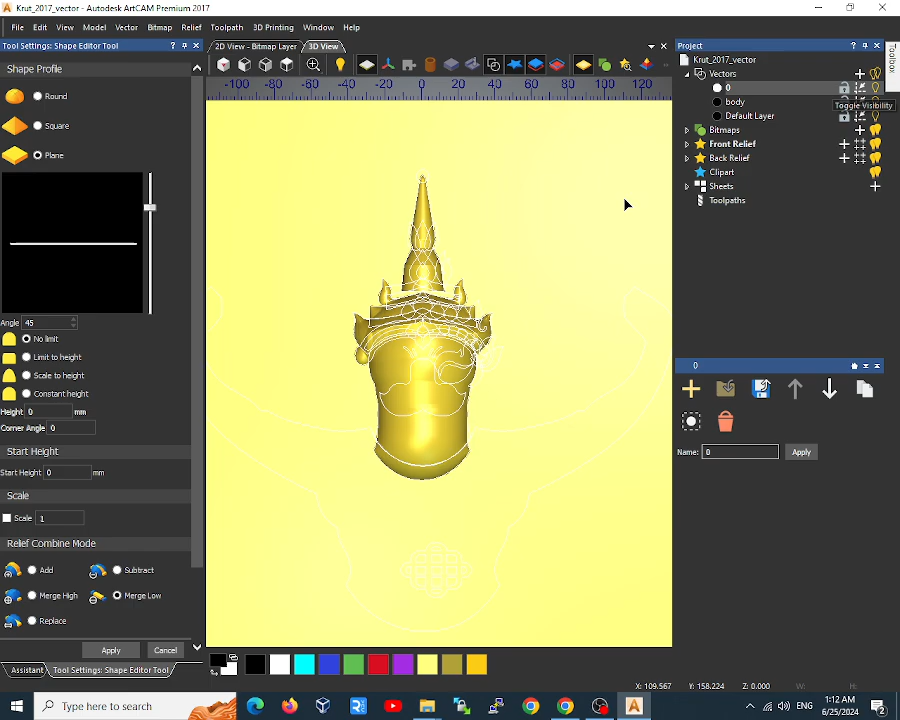 Krut_2017_vector - Autodesk ArtCAM Premium 2017
File Edit View Model Vector Bitmap Relief Toolpath 3D Printing Window Help
Tool Settings: Shape Editor Tool
2D View - Bitmap Layer 3D View
Project
Toolbox
Shape Profile
Round
Square
Plane
-100 -80 -60 -40 -20 0 20 40 60 80 100 120
Krut_2017_vector
Vectors
0
body
Toggle Visibility
Default Layer
Bitmaps
Front Relief
Back Relief
Clipart
Sheets
Toolpaths
Angle 45
No limit
Limit to height
Scale to height
Constant height
Height: 0 mm
Corner Angle 0
Start Height
Start Height 0 mm
Scale
Scale 1
Relief Combine Mode
Add Subtract
Merge High Merge Low
Replace
Apply Cancel
Assistant Tool Settings: Shape Editor Tool
0
Name: 0 Apply
X: 109.567 Y: 158.224 Z: 0.000 W: H:
Type here to search
ENG
1:12 AM
6/25/2024
2